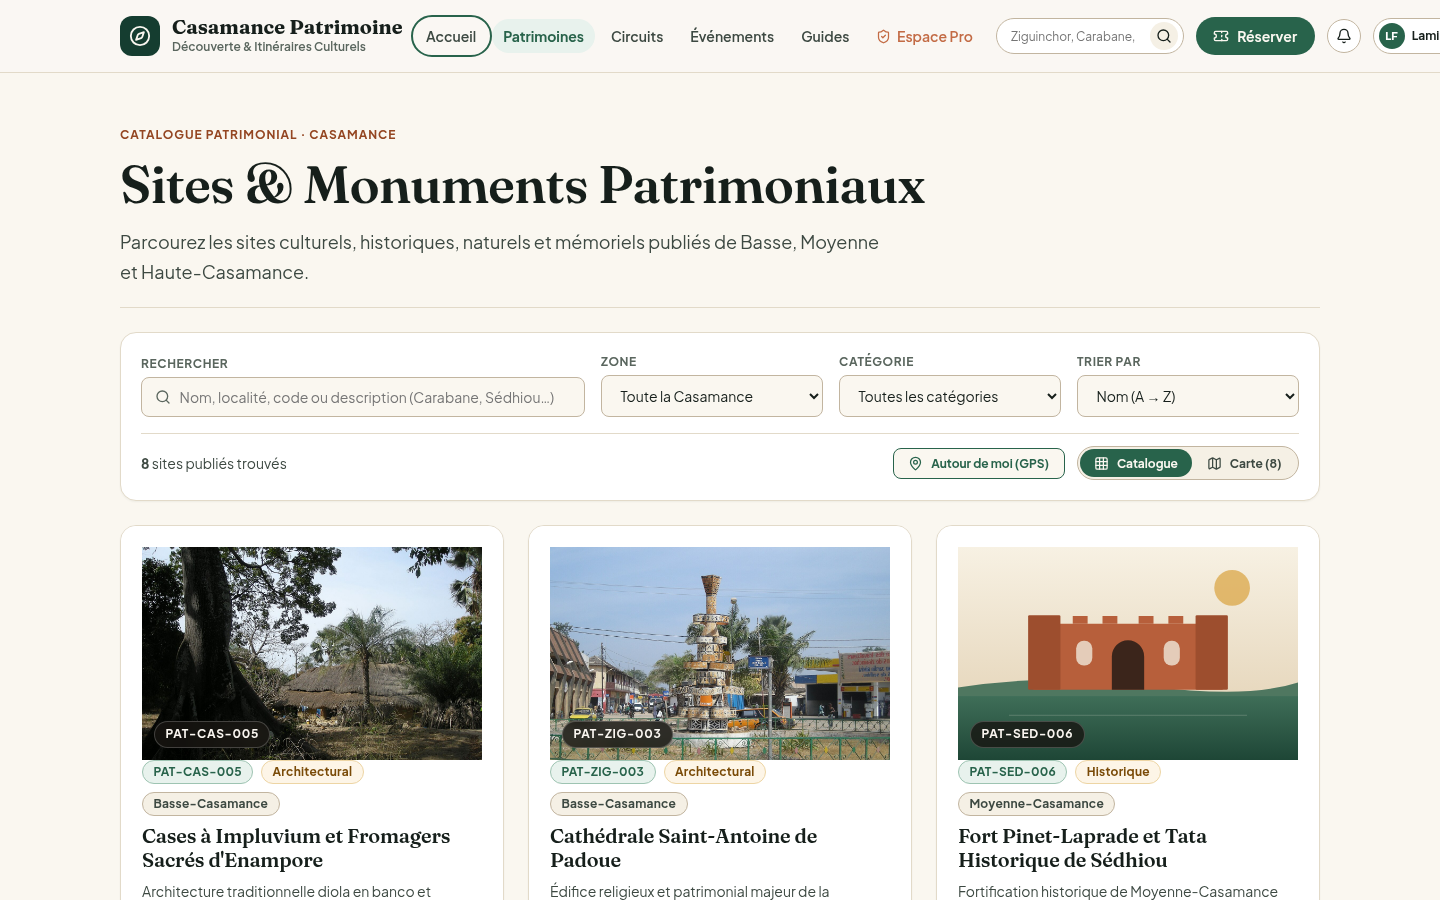 Casamance Patrimoine
Découverte & Itinéraires Culturels
Accueil
Patrimoines
Circuits
Événements
Guides
Espace Pro
Ziguinchor, Carabane,
Réserver
LF
Lami
CATALOGUE PATRIMONIAL · CASAMANCE
Sites & Monuments Patrimoniaux
Parcourez les sites culturels, historiques, naturels et mémoriels publiés de Basse, Moyenne
et Haute-Casamance.
RECHERCHER
ZONE
CATÉGORIE
TRIER PAR
Nom, localité, code ou description (Carabane, Sédhiou...)
Toute la Casamance
Toutes les catégories
Nom (A → Z)
8 sites publiés trouvés
Autour de moi (GPS)
Catalogue
Carte (8)
PAT-CAS-005
PAT-CAS-005
Architectural
Basse-Casamance
Cases à Impluvium et Fromagers
Sacrés d'Enampore
Architecture traditionnelle diola en banco et
PAT-ZIG-003
PAT-ZIG-003
Architectural
Basse-Casamance
Cathédrale Saint-Antoine de
Padoue
Édifice religieux et patrimonial majeur de la
PAT-SED-006
PAT-SED-006
Historique
Moyenne-Casamance
Fort Pinet-Laprade et Tata
Historique de Sédhiou
Fortification historique de Moyenne-Casamance